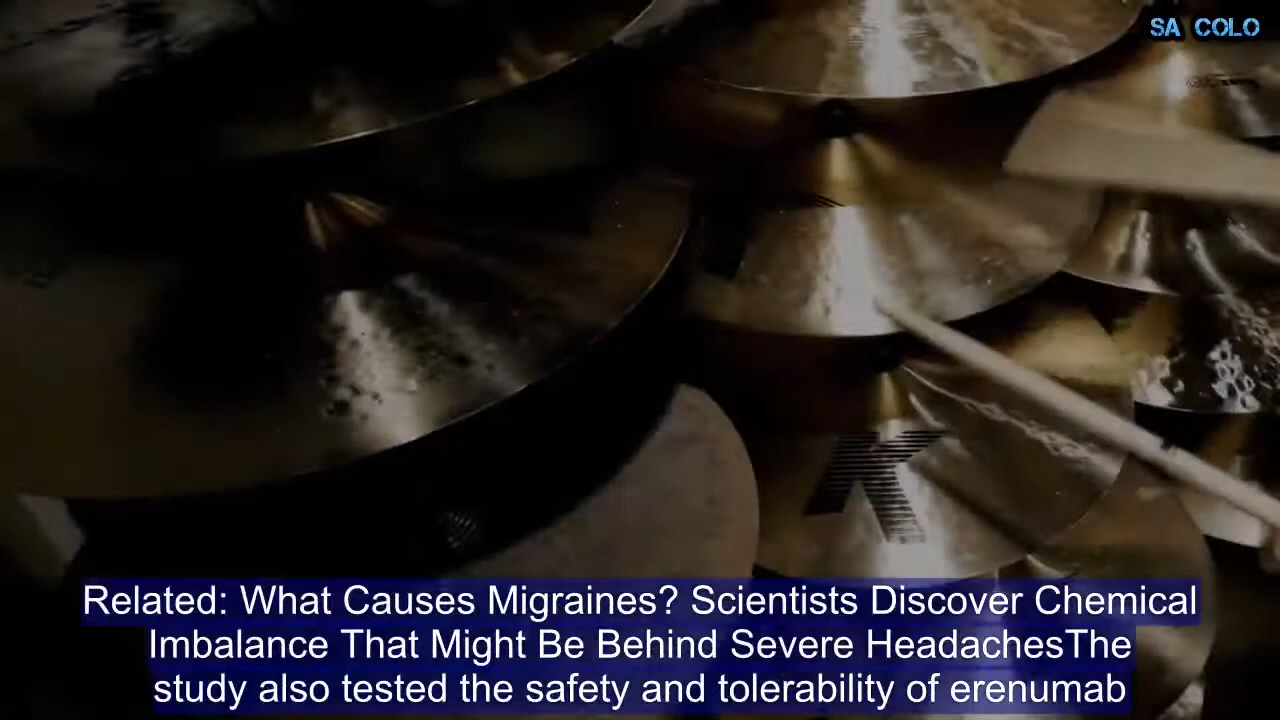 SA COLO
K
Related: What Causes Migraines? Scientists Discover Chemical
Imbalance That Might Be Behind Severe HeadachesThe
study also tested the safety and tolerability of erenumab